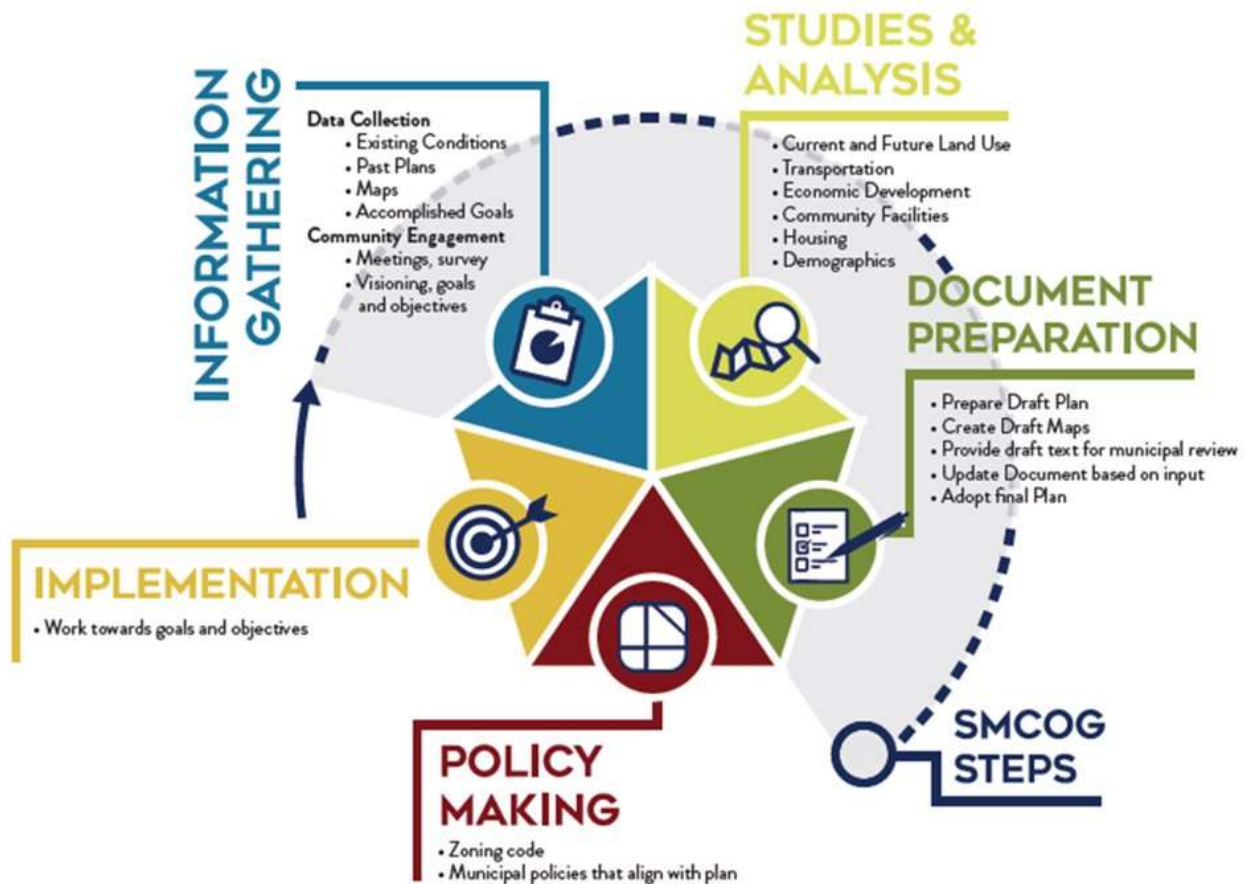 INFORMATION
GATHERING
Data Collection
• Existing Conditions
• Past Plans
• Maps
• Accomplished Goals
Community Engagement
• Meetings, survey
• Visioning, goals
and objectives
STUDIES &
ANALYSIS
• Current and Future Land Use
• Transportation
• Economic Development
• Community Facilities
• Housing
• Demographics
DOCUMENT
PREPARATION
• Prepare Draft Plan
• Create Draft Maps
• Provide draft text for municipal review
• Update Document based on input
• Adopt final Plan
IMPLEMENTATION
• Work towards goals and objectives
POLICY
MAKING
• Zoning code
• Municipal policies that align with plan
SMCOG
STEPS